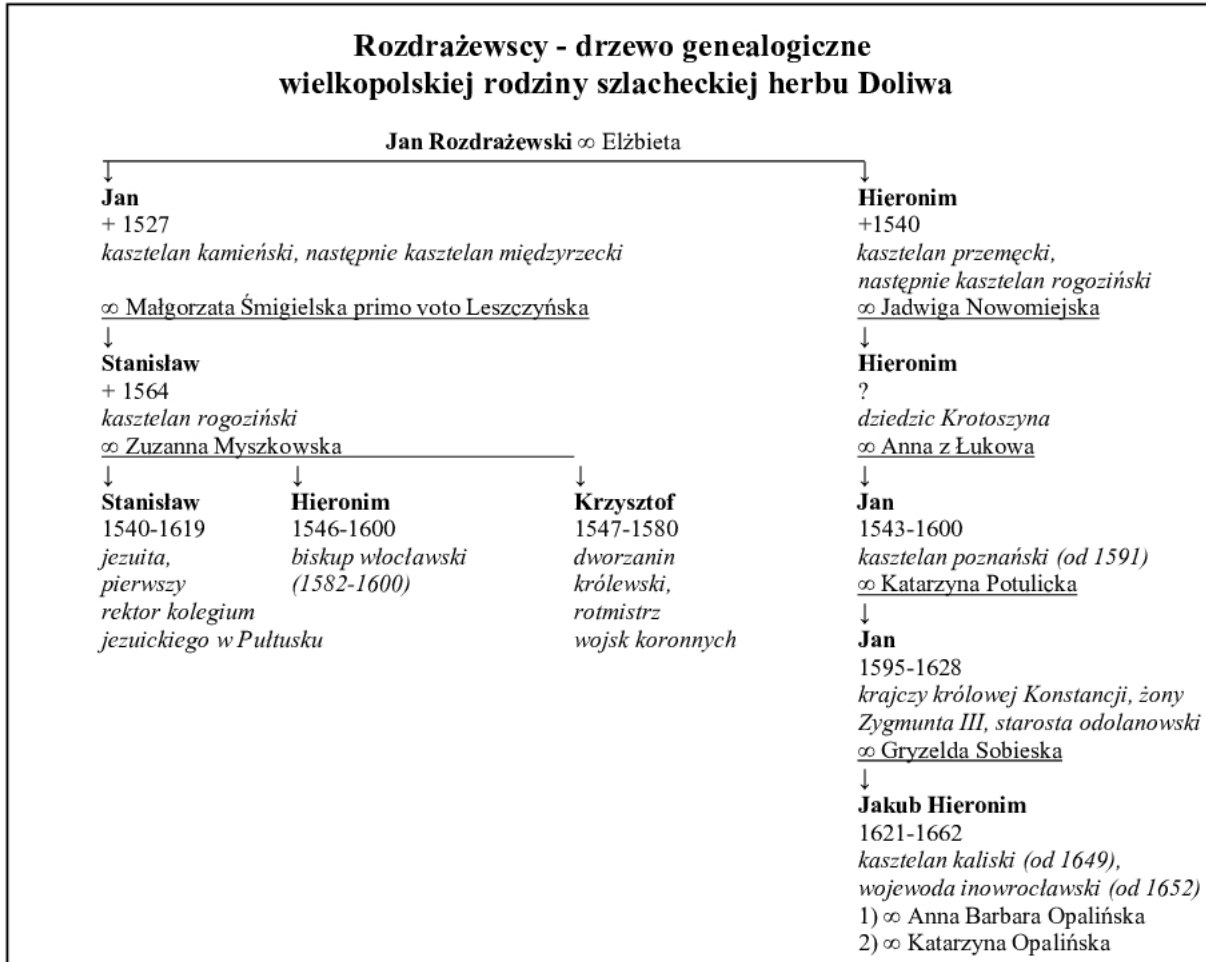 Rozdrażewscy - drzewo genealogiczne
wielkopolskiej rodziny szlacheckiej herbu Doliwa
Jan Rozdrażewski ∞ Elżbieta
↓
Jan
+ 1527
kasztelan kamieński, następnie kasztelan międzyrzecki
∞ Małgorzata Śmigielska primo voto Leszczyńska
↓
Stanisław
+ 1564
kasztelan rogoziński
∞ Zuzanna Myszkowska
↓
Stanisław
1540-1619
jezuita,
pierwszy
rektor kolegium
jezuickiego w Pułtusku
↓
Hieronim
1546-1600
biskup włocławski
(1582-1600)
↓
Krzysztof
1547-1580
dworzanin
królewski,
rotmistrz
wojsk koronnych
↓
Hieronim
+1540
kasztelan przemęcki,
następnie kasztelan rogoziński
∞ Jadwiga Nowomiejska
↓
Hieronim
?
dziedzic Krotoszyna
∞ Anna z Łukowa
↓
Jan
1543-1600
kasztelan poznański (od 1591)
∞ Katarzyna Potulicka
↓
Jan
1595-1628
krajczy królowej Konstancji, żony
Zygmunta III, starosta odolanowski
∞ Gryzelda Sobieska
↓
Jakub Hieronim
1621-1662
kasztelan kaliski (od 1649),
wojewoda inowrocławski (od 1652)
1) ∞ Anna Barbara Opalińska
2) ∞ Katarzyna Opalińska